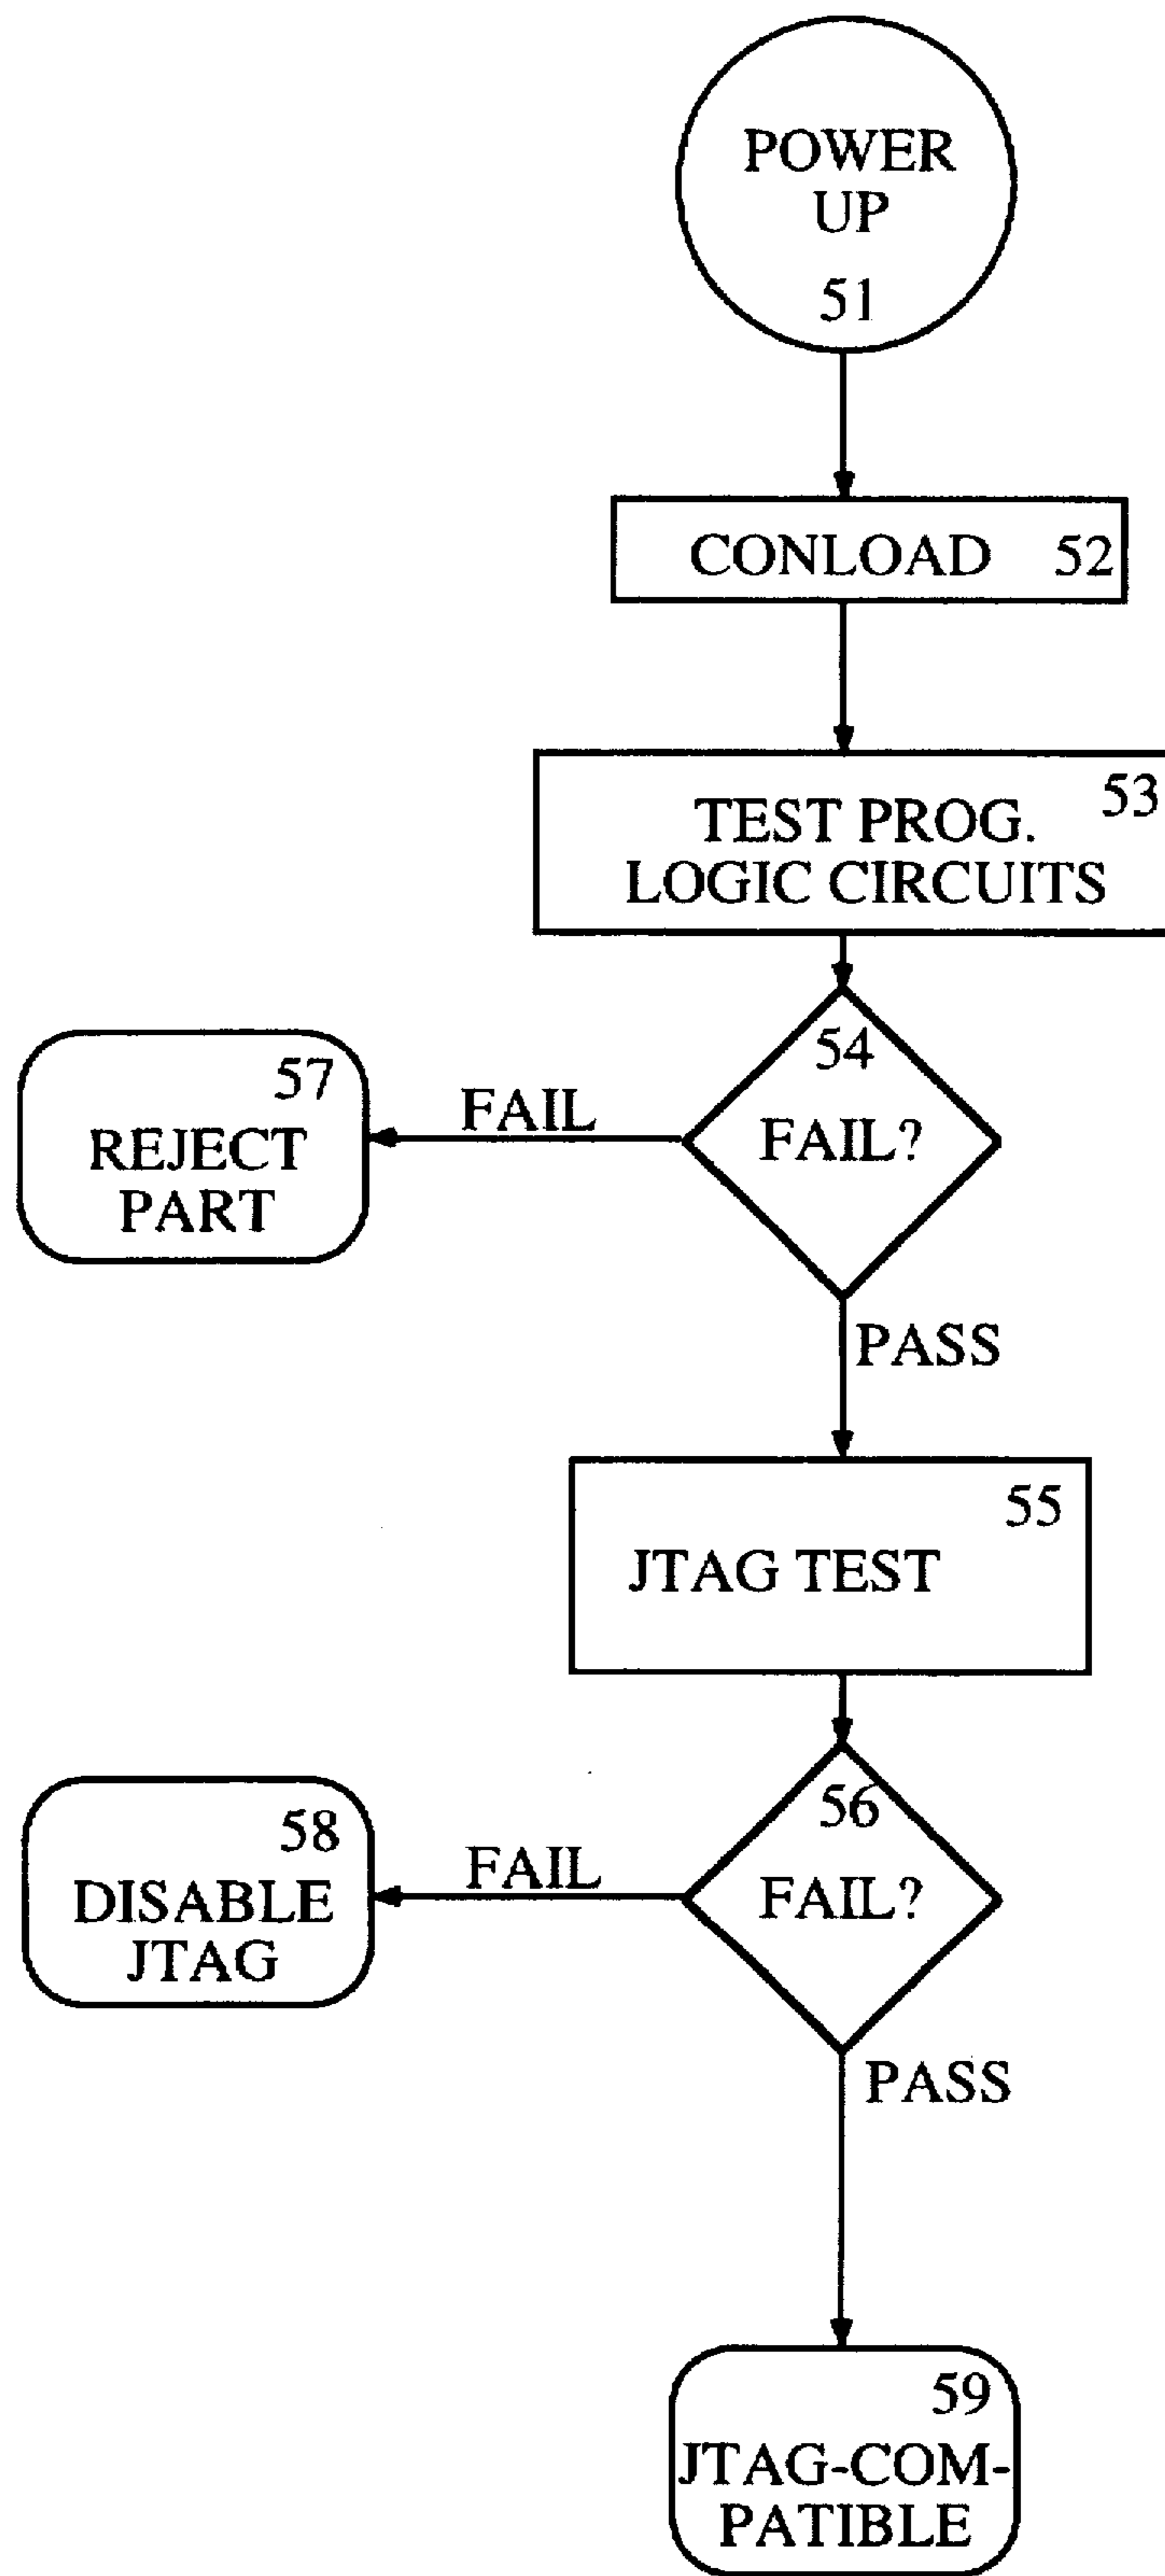 POWER
UP
51
CONLOAD 52
53
TEST PROG.
LOGIC CIRCUITS
54
FAIL?
FAIL
57
REJECT
PART
PASS
55
JTAG TEST
56
FAIL?
FAIL
58
DISABLE
JTAG
PASS
59
JTAG-COM-
PATIBLE